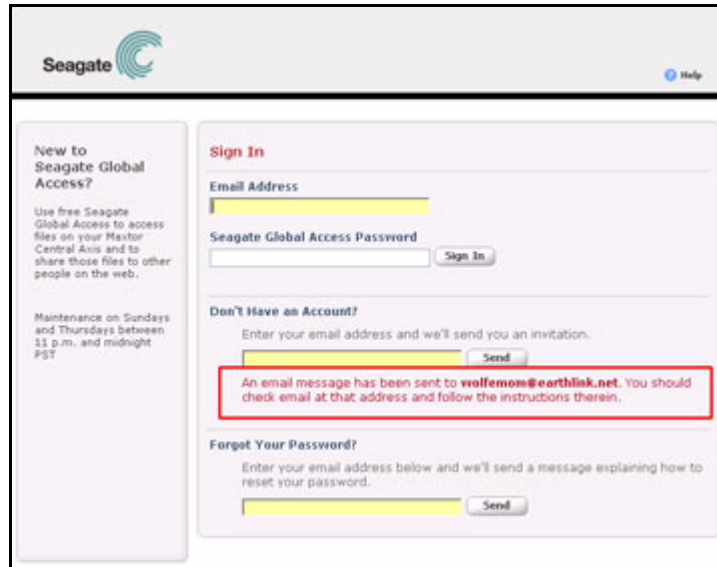 Seagate
Help
New to
Seagate Global
Access?
Use free Seagate
Global Access to access
files on your Maxtor
Central Axis and to
share those files to other
people on the web.
Maintenance on Sundays
and Thursdays between
11 p.m. and midnight
PST
Sign In
Email Address
Seagate Global Access Password
Sign In
Don't Have an Account?
Enter your email address and we'll send you an invitation.
Send
An email message has been sent to wolfemom@earthlink.net. You should
check email at that address and follow the instructions therein.
Forgot Your Password?
Enter your email address below and we'll send a message explaining how to
reset your password.
Send